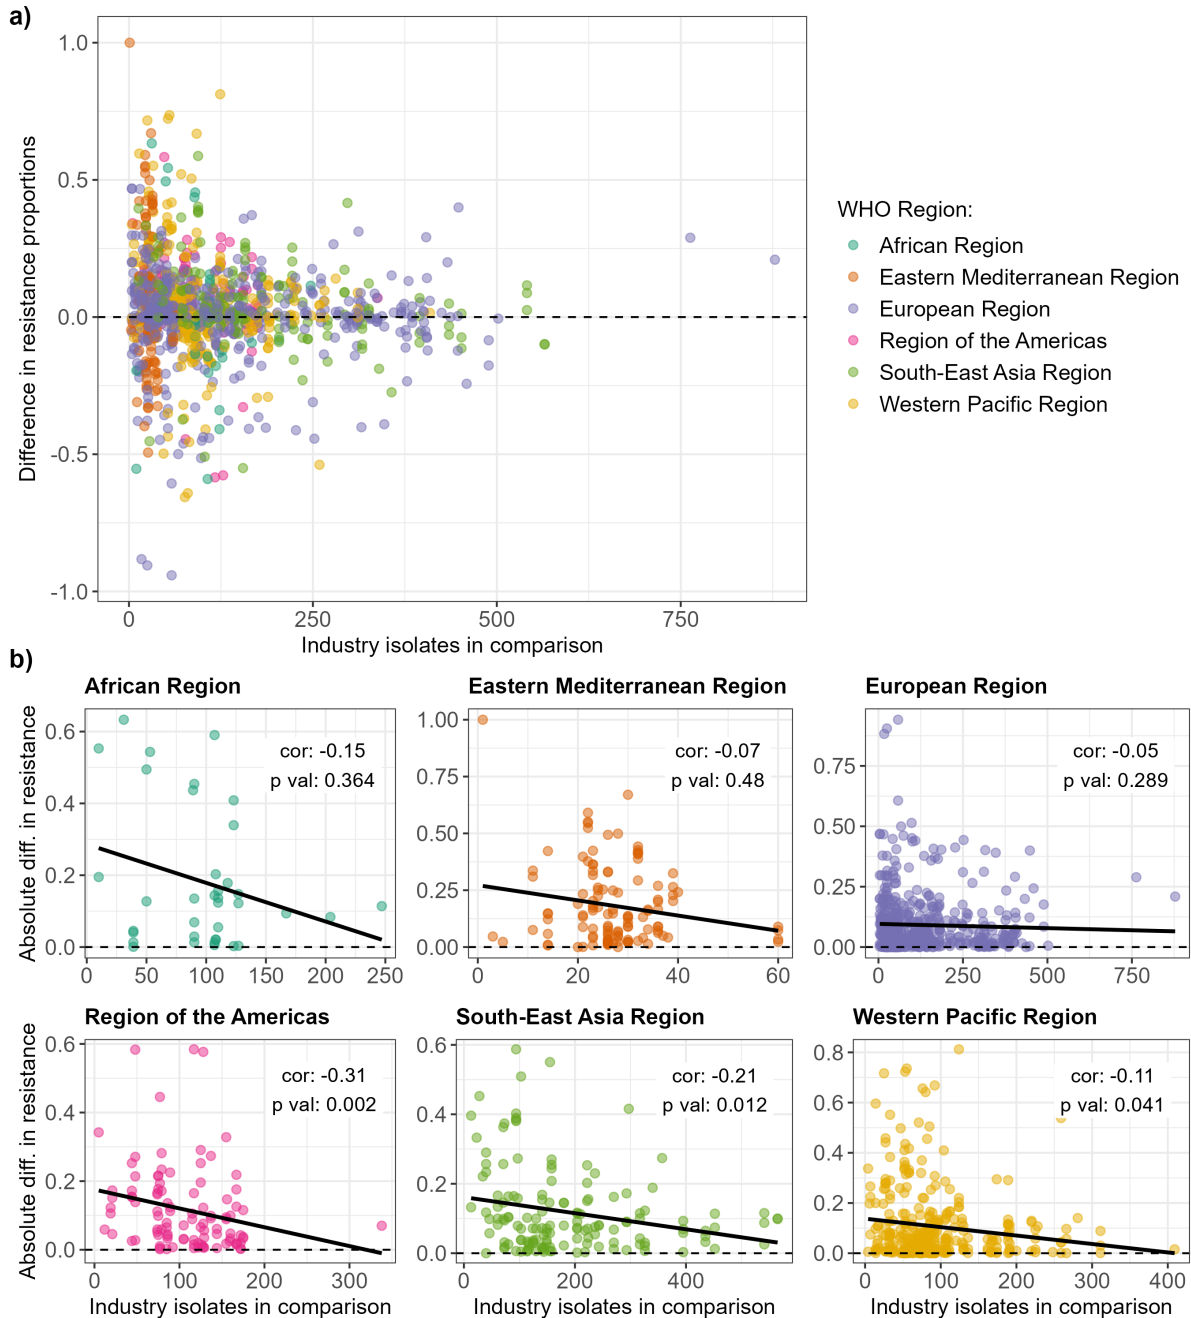 a)
1.0
0.5
0.0
-0.5
-1.0
Difference in resistance proportions
0
250
500
750
Industry isolates in comparison
WHO Region:
African Region
Eastern Mediterranean Region
European Region
Region of the Americas
South-East Asia Region
Western Pacific Region
b)
African Region
Absolute diff. in resistance
0.6
0.4
0.2
0.0
cor: -0.15
p val: 0.364
0
50
100
150
200
250
Eastern Mediterranean Region
1.00
0.75
0.50
0.25
0.00
cor: -0.07
p val: 0.48
0
20
40
60
European Region
0.75
0.50
0.25
0.00
cor: -0.05
p val: 0.289
0
250
500
750
Region of the Americas
Absolute diff. in resistance
0.6
0.4
0.2
0.0
cor: -0.31
p val: 0.002
0
100
200
300
Industry isolates in comparison
South-East Asia Region
0.6
0.4
0.2
0.0
cor: -0.21
p val: 0.012
0
200
400
Industry isolates in comparison
Western Pacific Region
0.8
0.6
0.4
0.2
0.0
cor: -0.11
p val: 0.041
0
100
200
300
400
Industry isolates in comparison